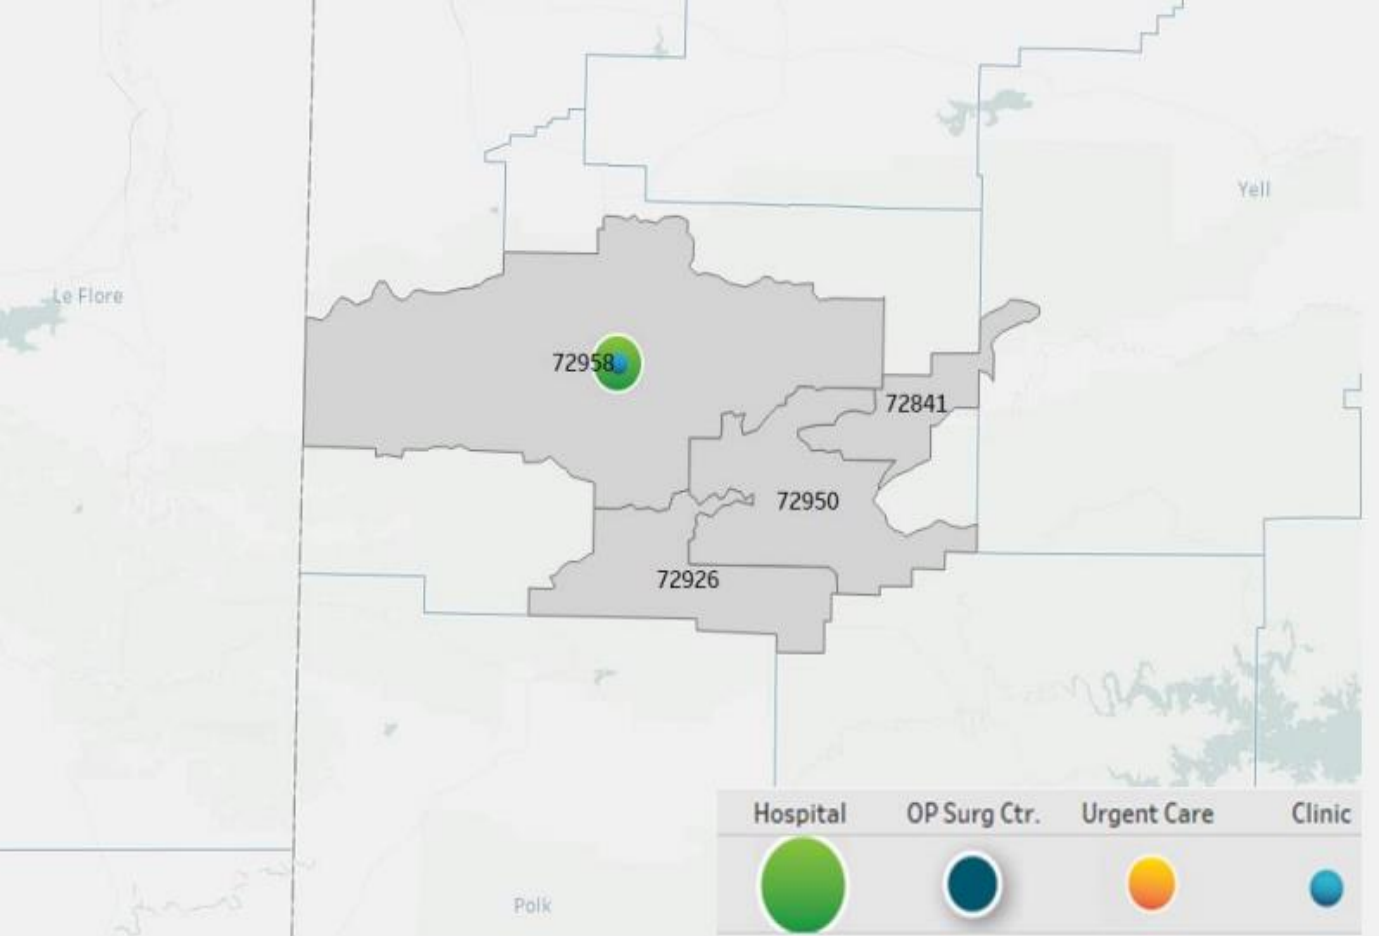 Yell
Le Flore
72958
72841
72950
72926
Hospital OP Surg Ctr. Urgent Care Clinic
Polk